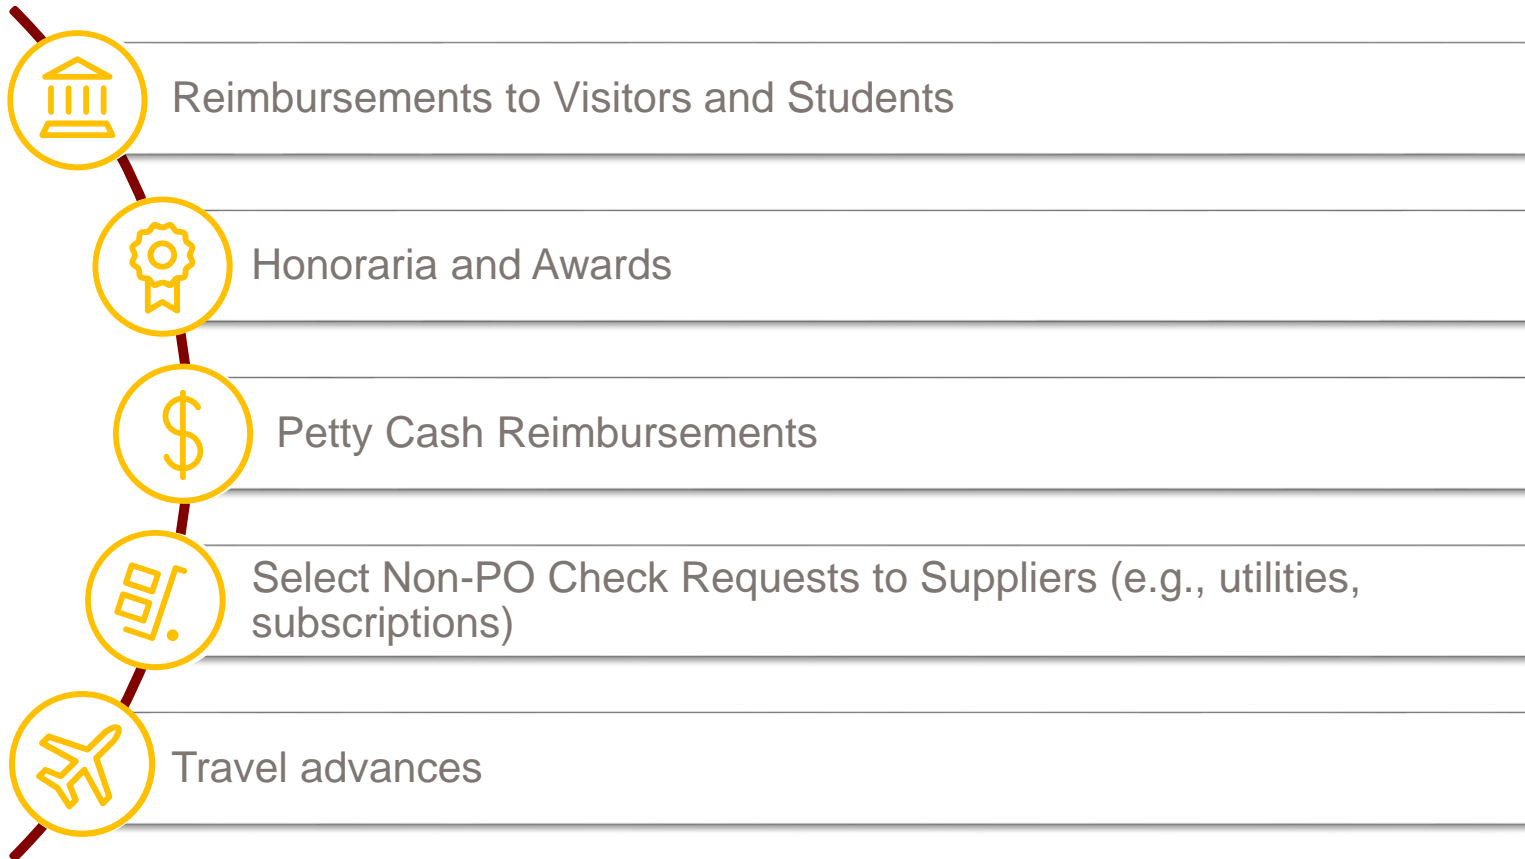 Reimbursements to Visitors and Students
Honoraria and Awards
Petty Cash Reimbursements
Select Non-PO Check Requests to Suppliers (e.g., utilities,
subscriptions)
Travel advances